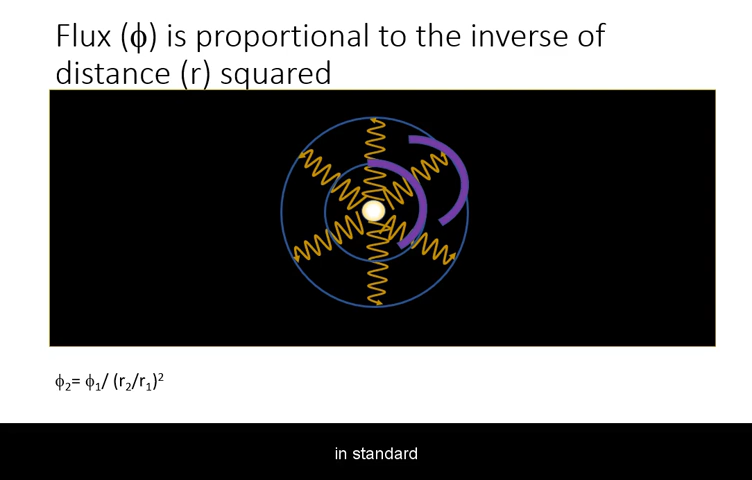 Flux (ϕ) is proportional to the inverse of
distance (r) squared
ϕ₂= ϕ₁/ (r₂/r₁)²
in standard